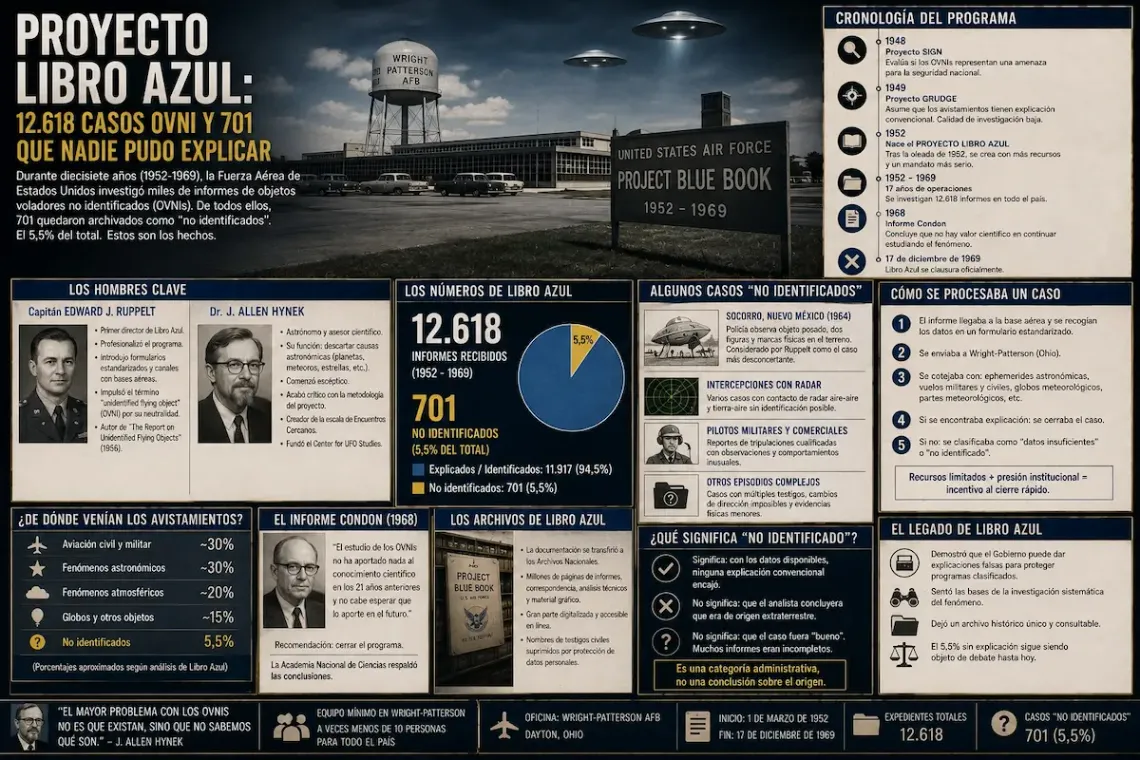 PROYECTO
LIBRO AZUL:
12.618 CASOS OVNI Y 701
QUE NADIE PUDO EXPLICAR
Durante diecisiete años (1952-1969), la Fuerza Aérea de
Estados Unidos investigó miles de informes de objetos
voladores no identificados (OVNIs). De todos ellos,
701 quedaron archivados como "no identificados".
El 5,5% del total. Estos son los hechos.
WRIGHT
PATTERSON
AFB
UNITED STATES AIR FORCE
PROJECT BLUE BOOK
1952 - 1969
CRONOLOGÍA DEL PROGRAMA
1948
Proyecto SIGN
Evalúa si los OVNIs representan una amenaza
para la seguridad nacional.
1949
Proyecto GRUDGE
Asume que los avistamientos tienen explicación
convencional. Calidad de investigación baja.
1952
Nace el PROYECTO LIBRO AZUL
Tras la oleada de 1952, se crea con más recursos
y un mandato más serio.
1952 - 1969
17 años de operaciones
Se investigan 12.618 informes en todo el país.
1968
Informe Condon
Concluye que no hay valor científico en continuar
estudiando el fenómeno.
17 de diciembre de 1969
Libro Azul se clausura oficialmente.
LOS HOMBRES CLAVE
Capitán EDWARD J. RUPPELT
• Primer director de Libro Azul.
• Profesionalizó el programa.
• Introdujo formularios
estandarizados y canales
con bases aéreas.
• Impulsó el término
"unidentified flying object"
(OVNI) por su neutralidad.
• Autor de "The Report on
Unidentified Flying Objects"
(1956).
Dr. J. ALLEN HYNEK
• Astrónomo y asesor científico.
• Su función: descartar causas
astronómicas (planetas,
meteoros, estrellas, etc.).
• Comenzó escéptico.
• Acabó crítico con la metodología
del proyecto.
• Creador de la escala de Encuentros
Cercanos.
• Fundó el Center for UFO Studies.
LOS NÚMEROS DE LIBRO AZUL
12.618
INFORMES RECIBIDOS
(1952 - 1969)
701
NO IDENTIFICADOS
(5,5% DEL TOTAL)
5,5%
Explicados / Identificados: 11.917 (94,5%)
No identificados: 701 (5,5%)
ALGUNOS CASOS "NO IDENTIFICADOS"
SOCORRO, NUEVO MÉXICO (1964)
Policía observa objeto posado, dos
figuras y marcas físicas en el terreno.
Considerado por Ruppelt como el caso
más desconcertante.
INTERCEPCIONES CON RADAR
Varios casos con contacto de radar aire-aire
y tierra-aire sin identificación posible.
PILOTOS MILITARES Y COMERCIALES
Reportes de tripulaciones cualificadas
con observaciones y comportamientos
inusuales.
OTROS EPISODIOS COMPLEJOS
Casos con múltiples testigos, cambios
de dirección imposibles y evidencias
físicas menores.
CÓMO SE PROCESABA UN CASO
1 El informe llegaba a la base aérea y se recogían
los datos en un formulario estandarizado.
2 Se enviaba a Wright-Patterson (Ohio).
3 Se cotejaba con: ephemerides astronómicas,
vuelos militares y civiles, globos meteorológicos,
partes meteorológicos, etc.
4 Si se encontraba explicación: se cerraba el caso.
5 Si no: se clasificaba como "datos insuficientes"
o "no identificado".
Recursos limitados + presión institucional =
incentivo al cierre rápido.
¿DE DÓNDE VENÍAN LOS AVISTAMIENTOS?
Aviación civil y militar ~30%
Fenómenos astronómicos ~30%
Fenómenos atmosféricos ~20%
Globos y otros objetos ~15%
No identificados 5,5%
(Porcentajes aproximados según análisis de Libro Azul)
EL INFORME CONDON (1968)
"El estudio de los OVNIs
no ha aportado nada al
conocimiento científico
en los 21 años anteriores
y no cabe esperar que
lo aporte en el futuro."
Recomendación: cerrar el programa.
La Academia Nacional de Ciencias respaldó
las conclusiones.
LOS ARCHIVOS DE LIBRO AZUL
PROJECT
BLUE BOOK
• La documentación se transfirió a
los Archivos Nacionales.
• Millones de páginas de informes,
correspondencia, análisis técnicos
y material gráfico.
• Gran parte digitalizada y accesible
en línea.
• Nombres de testigos civiles
suprimidos por protección de
datos personales.
¿QUÉ SIGNIFICA "NO IDENTIFICADO"?
Significa: con los datos disponibles,
ninguna explicación convencional
encajó.
No significa: que el analista concluyera
que era de origen extraterrestre.
No significa: que el caso fuera "bueno".
Muchos informes eran incompletos.
Es una categoría administrativa,
no una conclusión sobre el origen.
EL LEGADO DE LIBRO AZUL
Demostró que el Gobierno puede dar
explicaciones falsas para proteger
programas clasificados.
Sentó las bases de la investigación sistemática
del fenómeno.
Dejó un archivo histórico único y consultable.
El 5,5% sin explicación sigue siendo
objeto de debate hasta hoy.
"EL MAYOR PROBLEMA CON LOS OVNIS
NO ES QUE EXISTAN, SINO QUE NO SABEMOS
QUÉ SON." – J. ALLEN HYNEK
EQUIPO MÍNIMO EN WRIGHT-PATTERSON
A VECES MENOS DE 10 PERSONAS
PARA TODO EL PAÍS
OFICINA: WRIGHT-PATTERSON AFB
DAYTON, OHIO
INICIO: 1 DE MARZO DE 1952
FIN: 17 DE DICIEMBRE DE 1969
EXPEDIENTES TOTALES
12.618
CASOS "NO IDENTIFICADOS"
701 (5,5%)